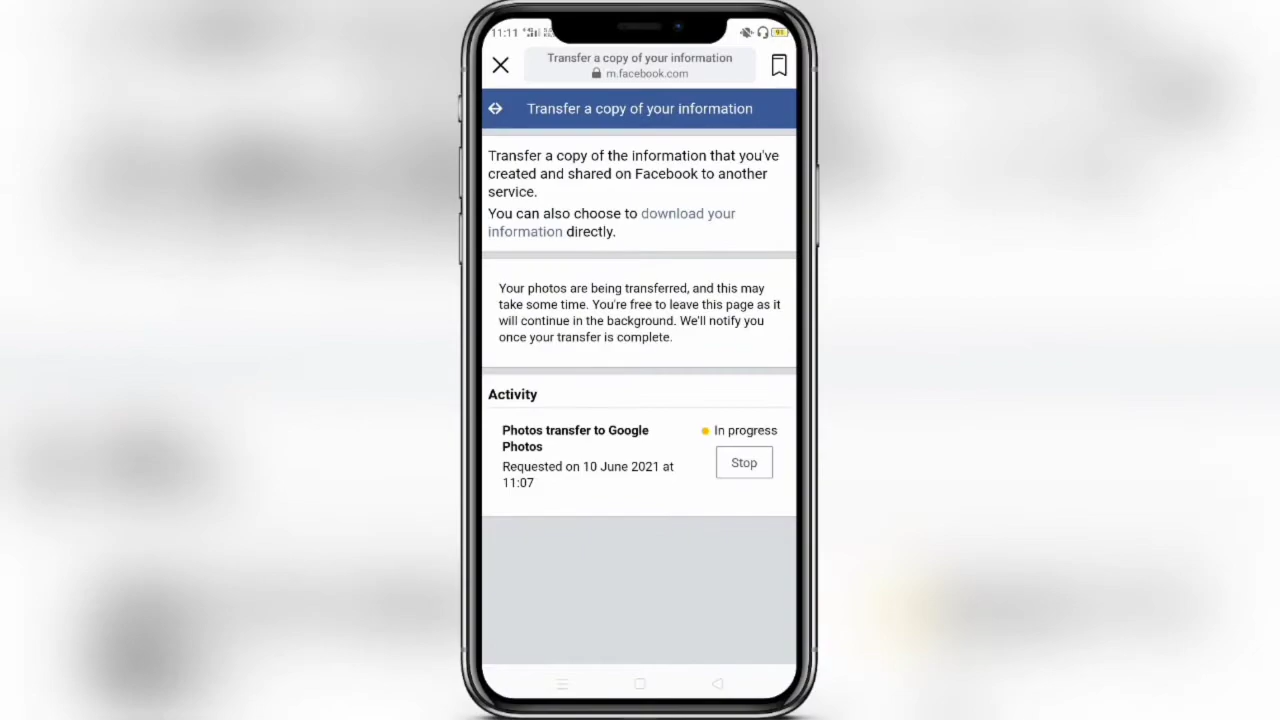 11:11
Transfer a copy of your information
m.facebook.com
Transfer a copy of your information
Transfer a copy of the information that you've
created and shared on Facebook to another
service.
You can also choose to download your
information directly.
Your photos are being transferred, and this may
take some time. You're free to leave this page as it
will continue in the background. We'll notify you
once your transfer is complete.
Activity
Photos transfer to Google
Photos
In progress
Requested on 10 June 2021 at
11:07
Stop